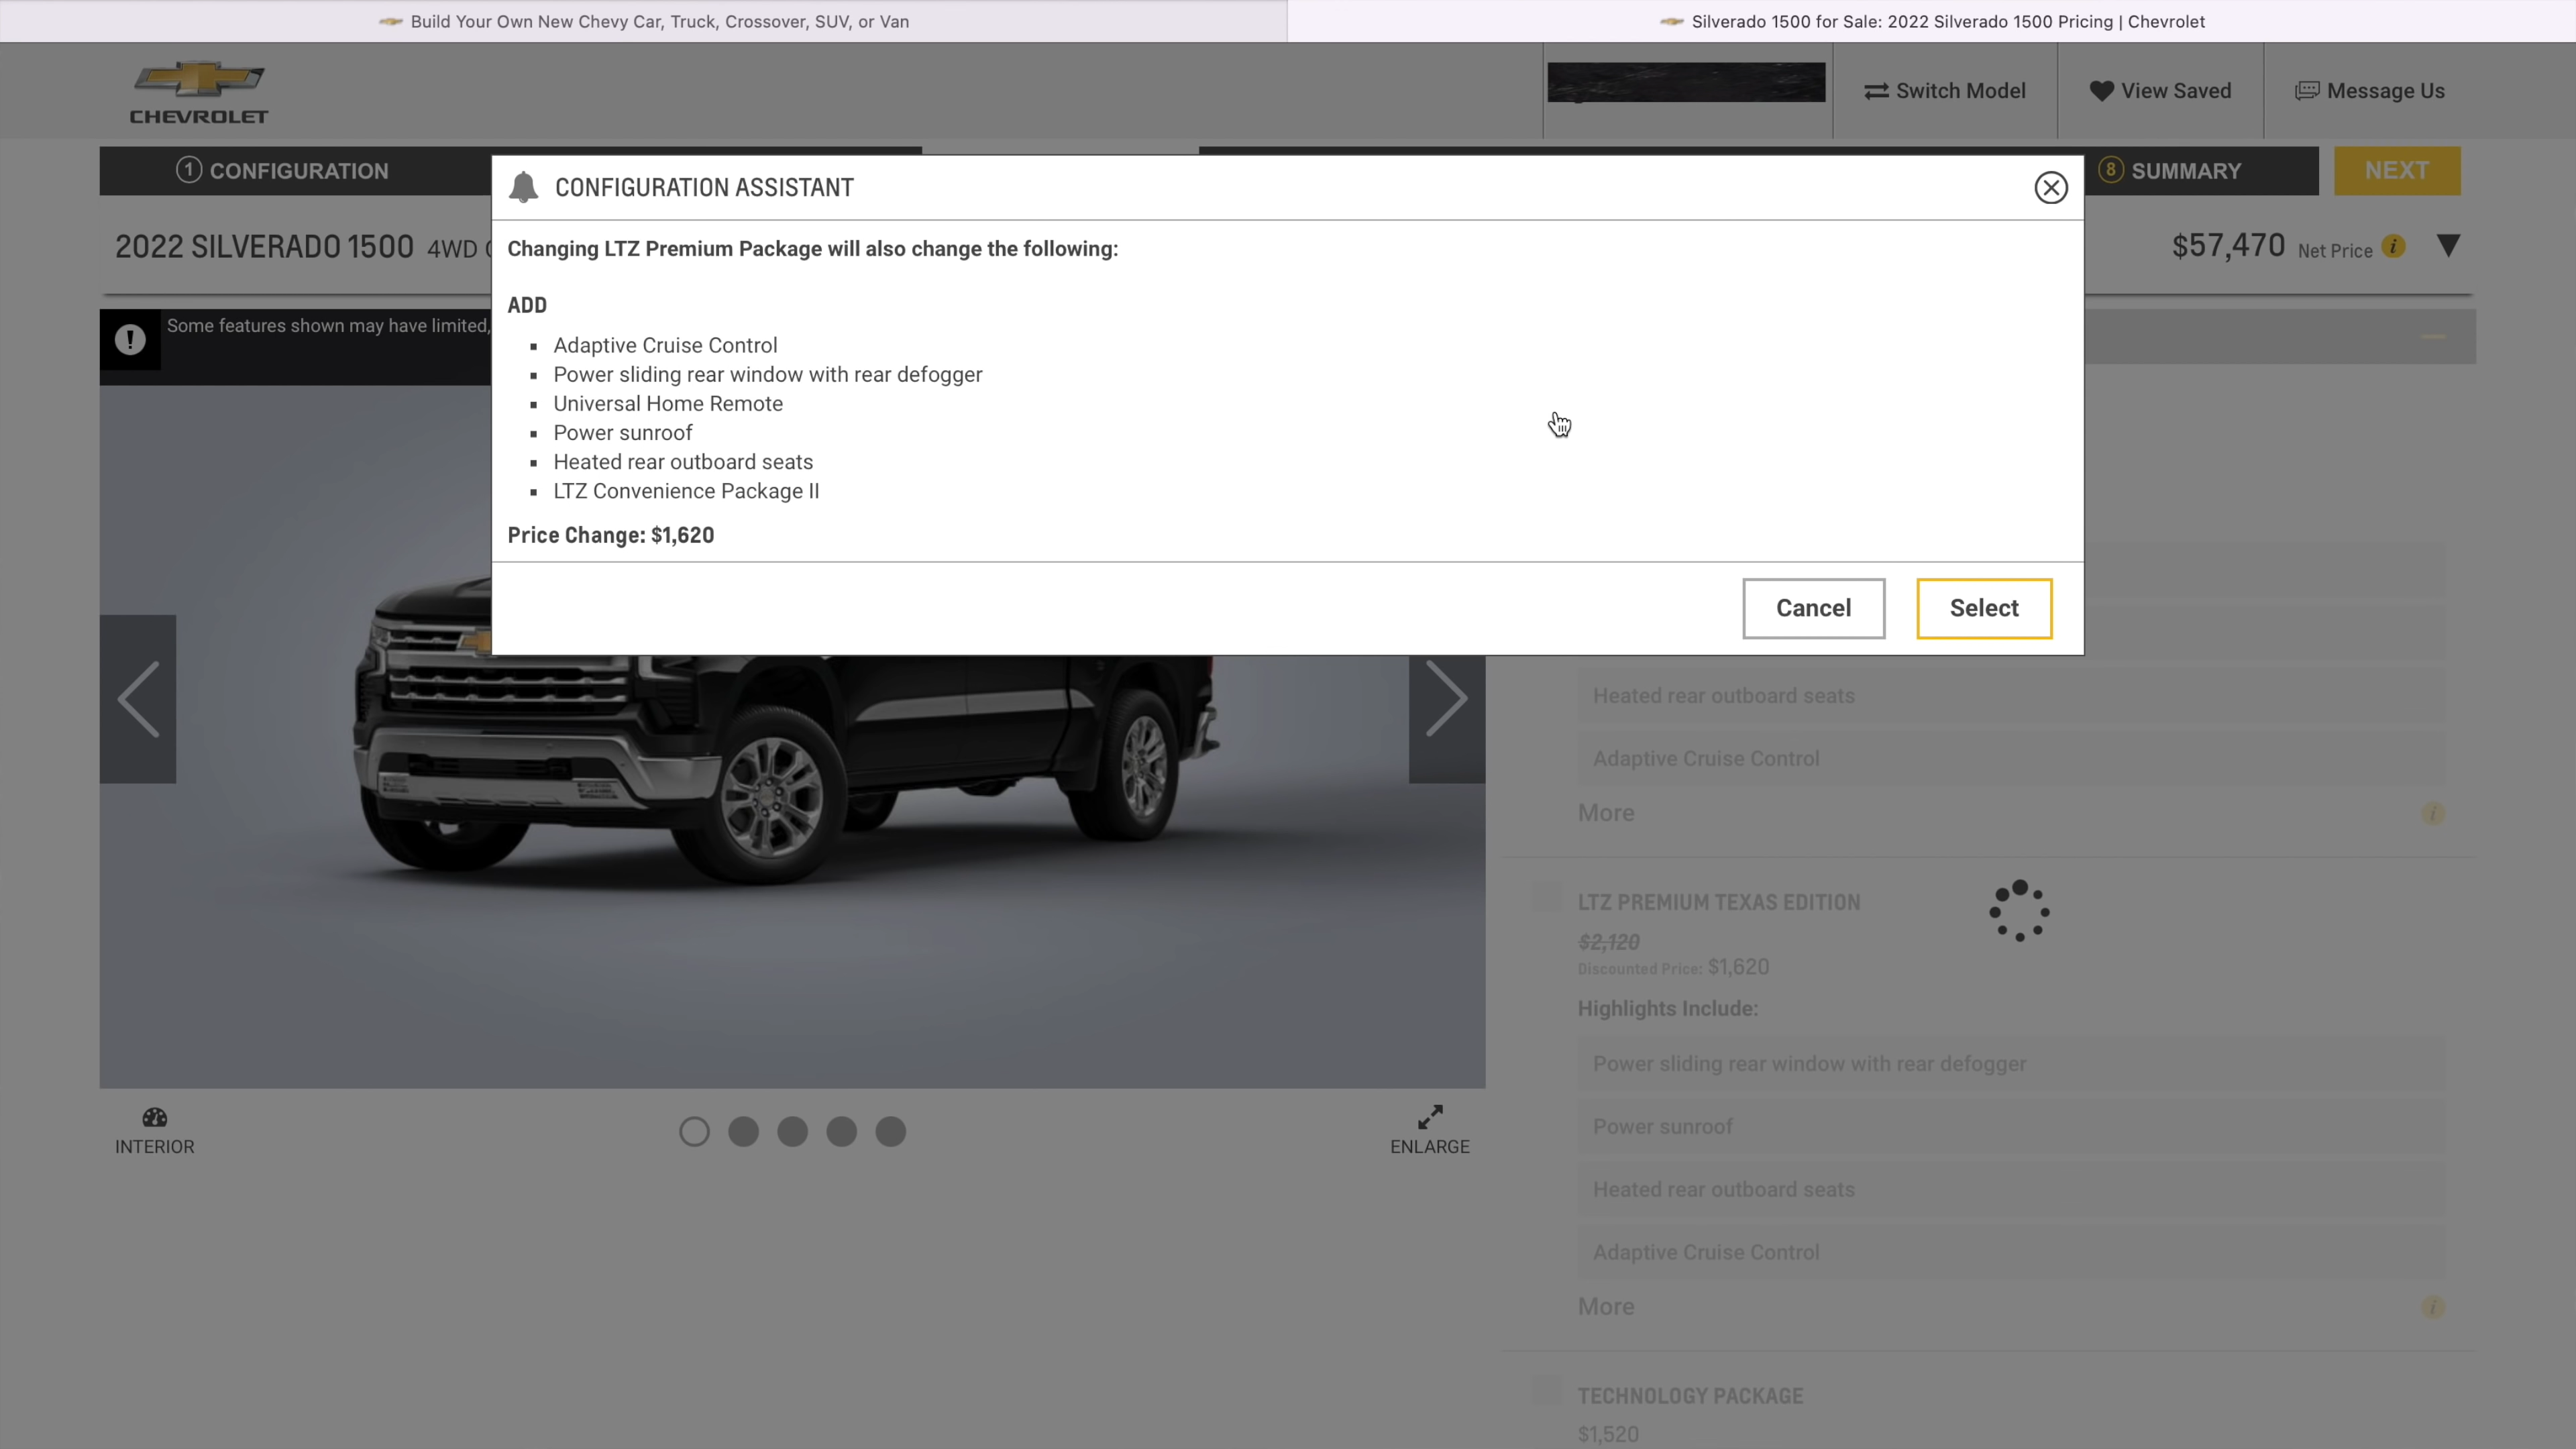 Build Your Own New Chevy Car, Truck, Crossover, SUV, or Van
Silverado 1500 for Sale: 2022 Silverado 1500 Pricing | Chevrolet
CHEVROLET
Switch Model
View Saved
Message Us
1 CONFIGURATION
8 SUMMARY
NEXT
CONFIGURATION ASSISTANT
2022 SILVERADO 1500 4WD
$57,470 Net Price i
Changing LTZ Premium Package will also change the following:
ADD
Some features shown may have limited,
▪ Adaptive Cruise Control
▪ Power sliding rear window with rear defogger
▪ Universal Home Remote
▪ Power sunroof
▪ Heated rear outboard seats
▪ LTZ Convenience Package II
Price Change: $1,620
Cancel
Select
Heated rear outboard seats
Adaptive Cruise Control
More
i
LTZ PREMIUM TEXAS EDITION
$2,120
Discounted Price: $1,620
Highlights Include:
Power sliding rear window with rear defogger
Power sunroof
Heated rear outboard seats
Adaptive Cruise Control
More
i
TECHNOLOGY PACKAGE
$1,520
INTERIOR
ENLARGE